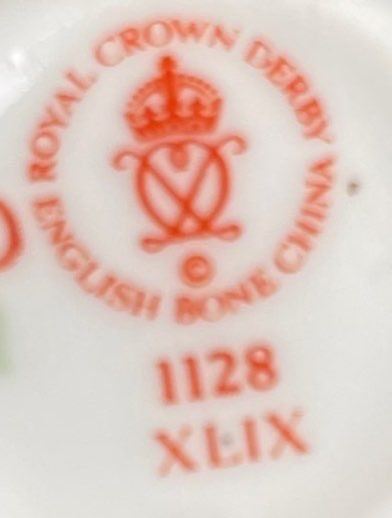 ROYAL CROWN DERBY
ENGLISH BONE CHINA
©
1128
XLIX